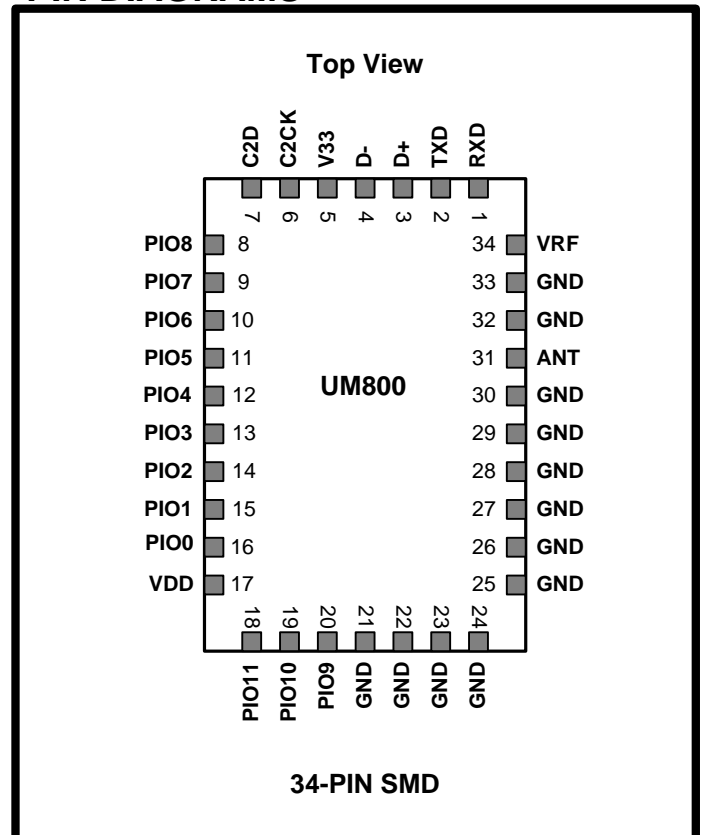 Top View
C2D C2CK V33 D- D+ TXD RXD
7 6 5 4 3 2 1
PIO8 8 34 VRF
PIO7 9 33 GND
PIO6 10 32 GND
PIO5 11 31 ANT
PIO4 12 UM800 30 GND
PIO3 13 29 GND
PIO2 14 28 GND
PIO1 15 27 GND
PIO0 16 26 GND
VDD 17 25 GND
18 19 20 21 22 23 24
PIO11 PIO10 PIO9 GND GND GND GND
34-PIN SMD